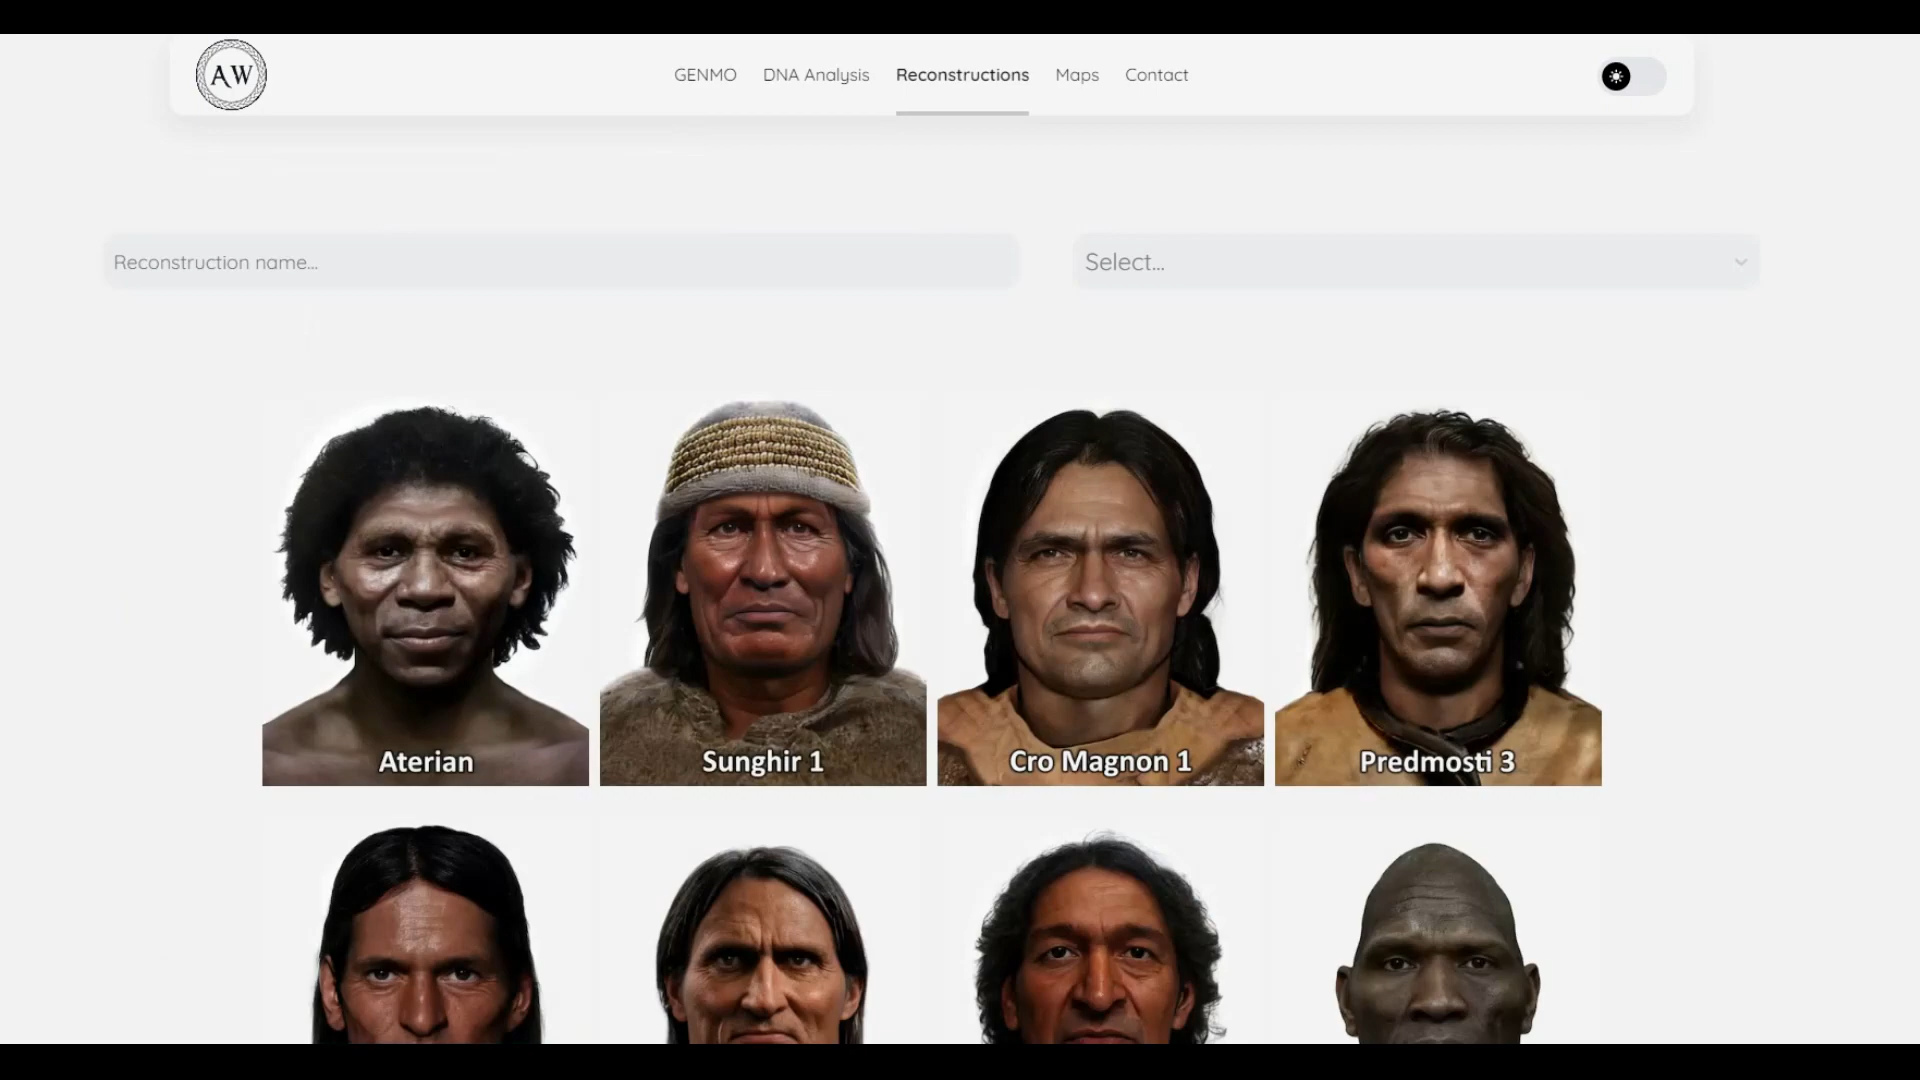 AW
GENMO
DNA Analysis
Reconstructions
Maps
Contact
Reconstruction name...
Select...
Aterian
Sunghir 1
Cro Magnon 1
Predmosti 3